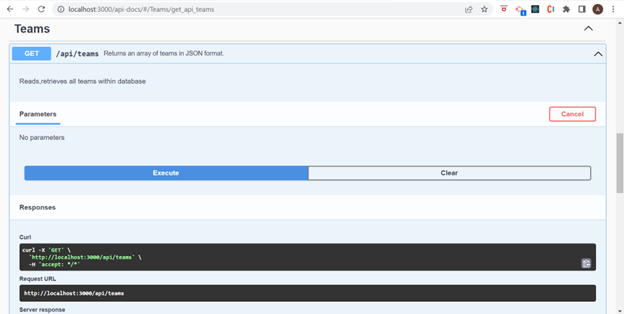 localhost:3000/api-docs/#/Teams/get_api_teams
A
Teams
GET /api/teams Returns an array of teams in JSON format.
Reads,retrieves all teams within database
Parameters Cancel
No parameters
Execute Clear
Responses
Curl
curl -X 'GET' \
'http://localhost:3000/api/teams' \
-H 'accept: */*'
Request URL
http://localhost:3000/api/teams
Server response